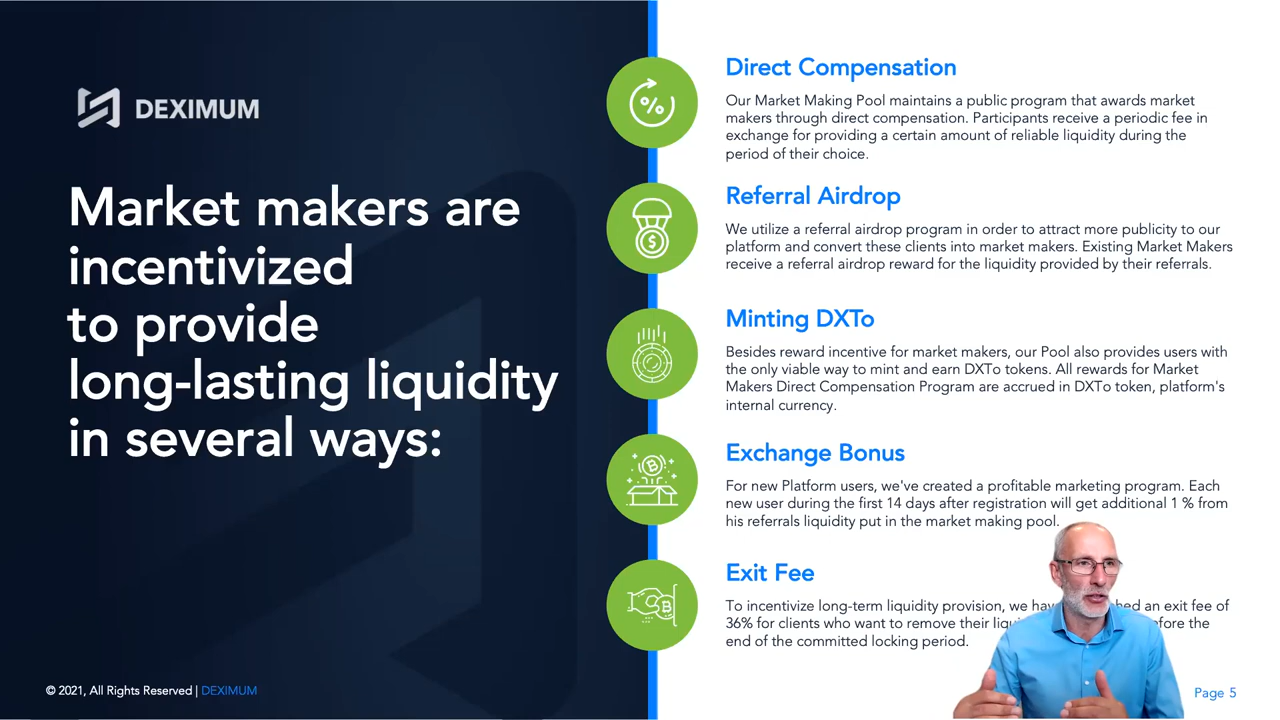 DEXIMUM
Market makers are
incentivized
to provide
long-lasting liquidity
in several ways:
© 2021, All Rights Reserved | DEXIMUM
Direct Compensation
Our Market Making Pool maintains a public program that awards market
makers through direct compensation. Participants receive a periodic fee in
exchange for providing a certain amount of reliable liquidity during the
period of their choice.
Referral Airdrop
We utilize a referral airdrop program in order to attract more publicity to our
platform and convert these clients into market makers. Existing Market Makers
receive a referral airdrop reward for the liquidity provided by their referrals.
Minting DXTo
Besides reward incentive for market makers, our Pool also provides users with
the only viable way to mint and earn DXTo tokens. All rewards for Market
Makers Direct Compensation Program are accrued in DXTo token, platform's
internal currency.
Exchange Bonus
For new Platform users, we've created a profitable marketing program. Each
new user during the first 14 days after registration will get additional 1 % from
his referrals liquidity put in the market making pool.
Exit Fee
To incentivize long-term liquidity provision, we an exit fee of
36% for clients who want to remove their the
end of the committed locking period.
Page 5